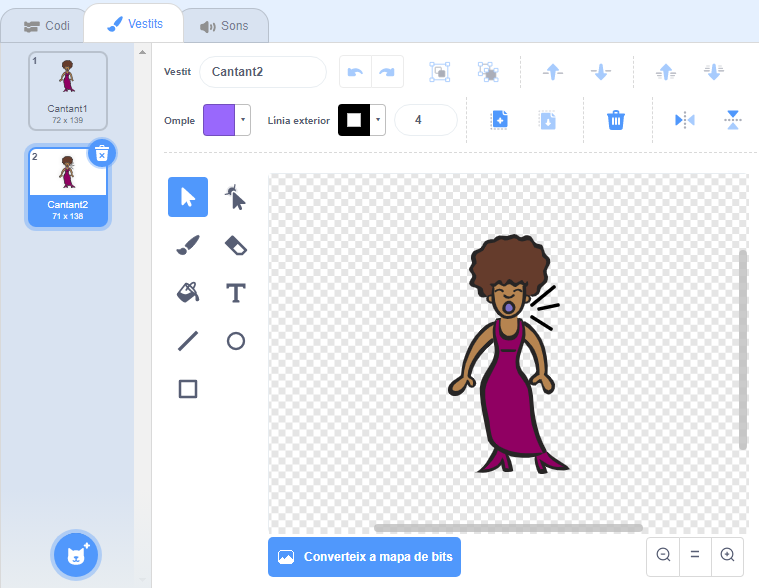 Codi
Vestits
Sons
1
Cantant1
72 x 139
2
Cantant2
71 x 138
Vestit
Cantant2
Omple
Línia exterior
4
Converteix a mapa de bits